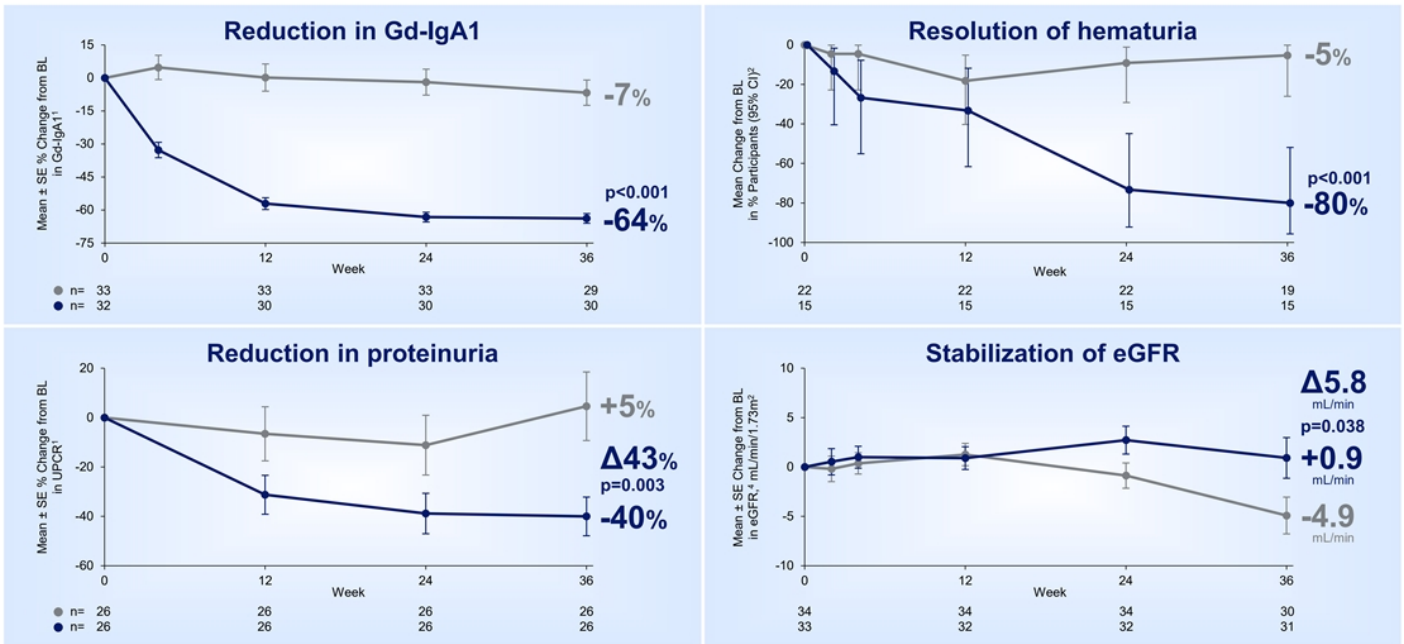 Reduction in Gd-IgA1
Mean ± SE % Change from BL
in Gd-IgA1¹
15
0
-15
-30
-45
-60
-75
-7%
p<0.001
-64%
0 12 24 36
Week
n= 33 33 33 29
n= 32 30 30 30
Resolution of hematuria
Mean Change from BL
in % Participants (95% CI)²
0
-20
-40
-60
-80
-100
-5%
p<0.001
-80%
0 12 24 36
Week
22 22 22 19
15 15 15 15
Reduction in proteinuria
Mean ± SE % Change from BL
in UPCR¹
20
0
-20
-40
-60
+5%
Δ43%
p=0.003
-40%
0 12 24 36
Week
n= 26 26 26 26
n= 26 26 26 26
Stabilization of eGFR
Mean ± SE Change from BL
in eGFR,⁴ mL/min/1.73m²
10
5
0
-5
-10
Δ5.8
mL/min
p=0.038
+0.9
mL/min
-4.9
mL/min
0 12 24 36
Week
34 34 34 30
33 32 32 31